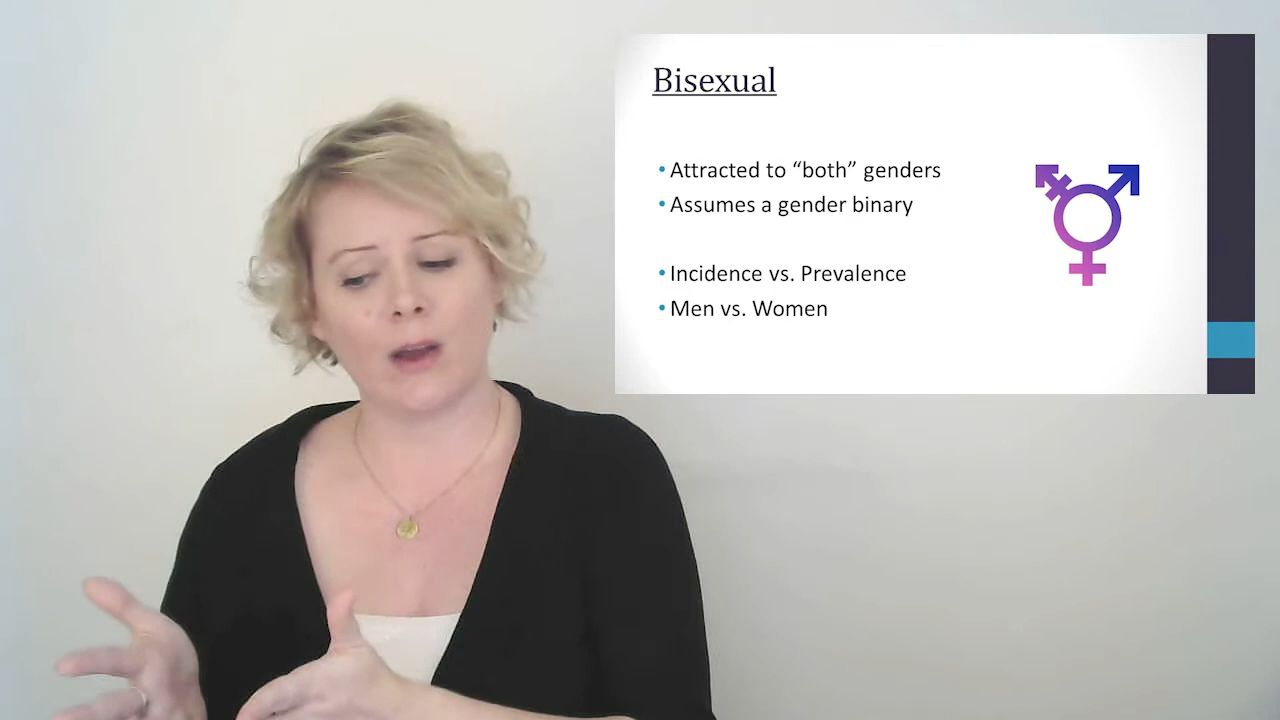 Bisexual
• Attracted to “both” genders
• Assumes a gender binary
• Incidence vs. Prevalence
• Men vs. Women